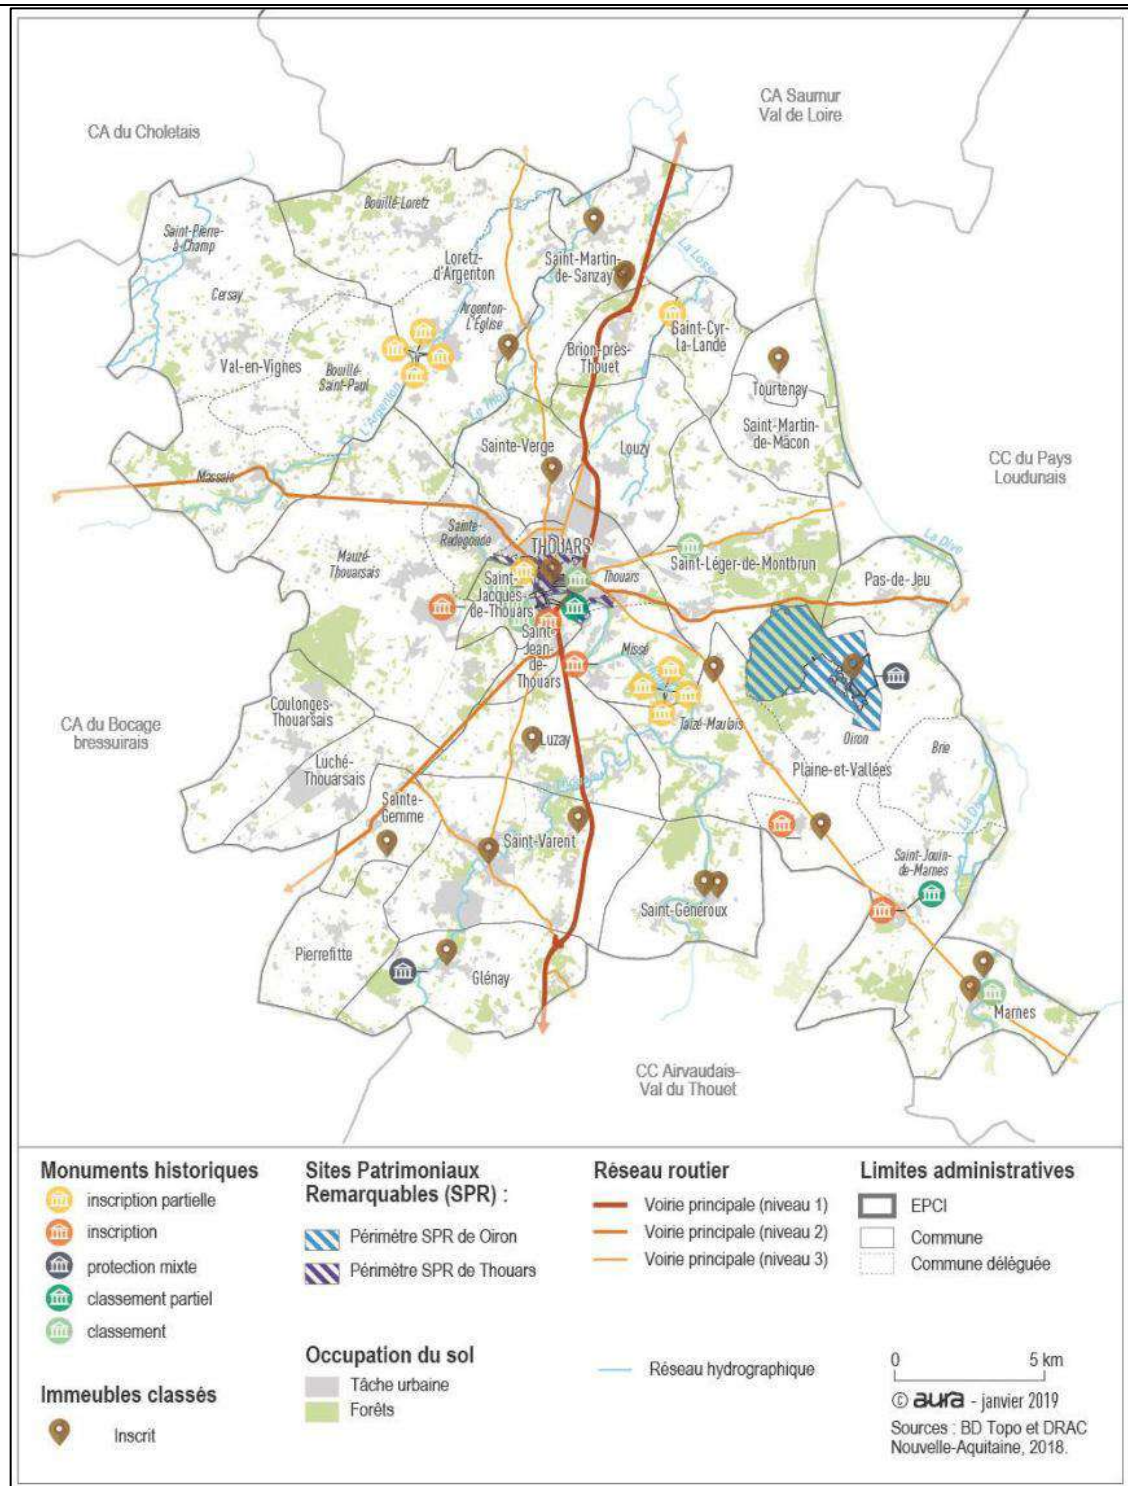 CA du Choletais
CA Saumur
Val de Loire
Bouillé-Loretz
Saint-Pierre-
à-Champ
Cersay
Loretz-
d'Argenton
Saint-Martin-
de-Sanzay
La Losse
Argenton-
L'Église
Saint-Cyr-
la-Lande
Brion-près-
Thouet
Val-en-Vignes
Bouillé-
Saint-Paul
L'Argenton
Tourtenay
Saint-Martin-
de-Mâcon
Sainte-Verge
Louzy
CC du Pays
Loudunais
Massais
Sainte-
Radegonde
THOUARS
La Dive
Mauzé-
Thouarsais
Saint-
Jacques-
de-Thouars
Thouars
Saint-Léger-de-Montbrun
Pas-de-Jeu
Saint-
Jean-
de-
Thouars
Missé
CA du Bocage
bressuirais
Coulonges-
Thouarsais
Luzay
Taizé-Maulais
Oiron
Brie
Luché-
Thouarsais
Plaine-et-Vallées
Sainte-
Gemme
Saint-Varent
Saint-Jouin-
de-Marnes
Saint-Généroux
Pierrefitte
Glénay
Marnes
CC Airvaudais-
Val du Thouet
Monuments historiques
inscription partielle
inscription
protection mixte
classement partiel
classement
Immeubles classés
Inscrit
Sites Patrimoniaux
Remarquables (SPR) :
Périmètre SPR de Oiron
Périmètre SPR de Thouars
Occupation du sol
Tâche urbaine
Forêts
Réseau routier
Voirie principale (niveau 1)
Voirie principale (niveau 2)
Voirie principale (niveau 3)
Réseau hydrographique
Limites administratives
EPCI
Commune
Commune déléguée
0 5 km
© aura - janvier 2019
Sources : BD Topo et DRAC
Nouvelle-Aquitaine, 2018.